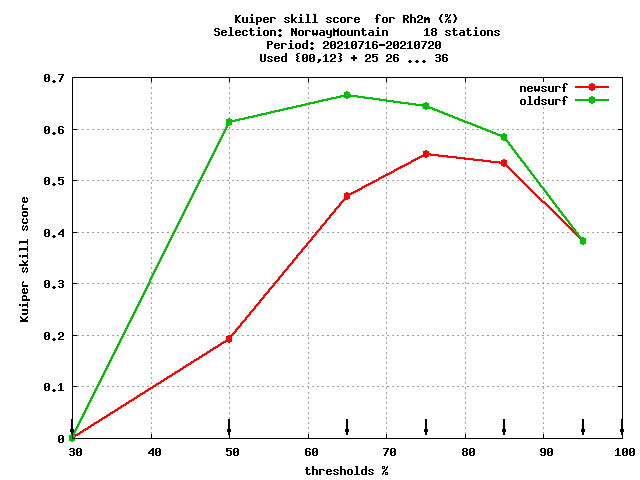 Kuiper skill score  for Rh2m (%)
Selection: NorwayMountain     18 stations
Period: 20210716-20210720
Used {00,12} + 25 26 ... 36
newsurf
oldsurf
0.7
0.6
0.5
0.4
0.3
0.2
0.1
0
Kuiper skill score
30 40 50 60 70 80 90 100
thresholds %